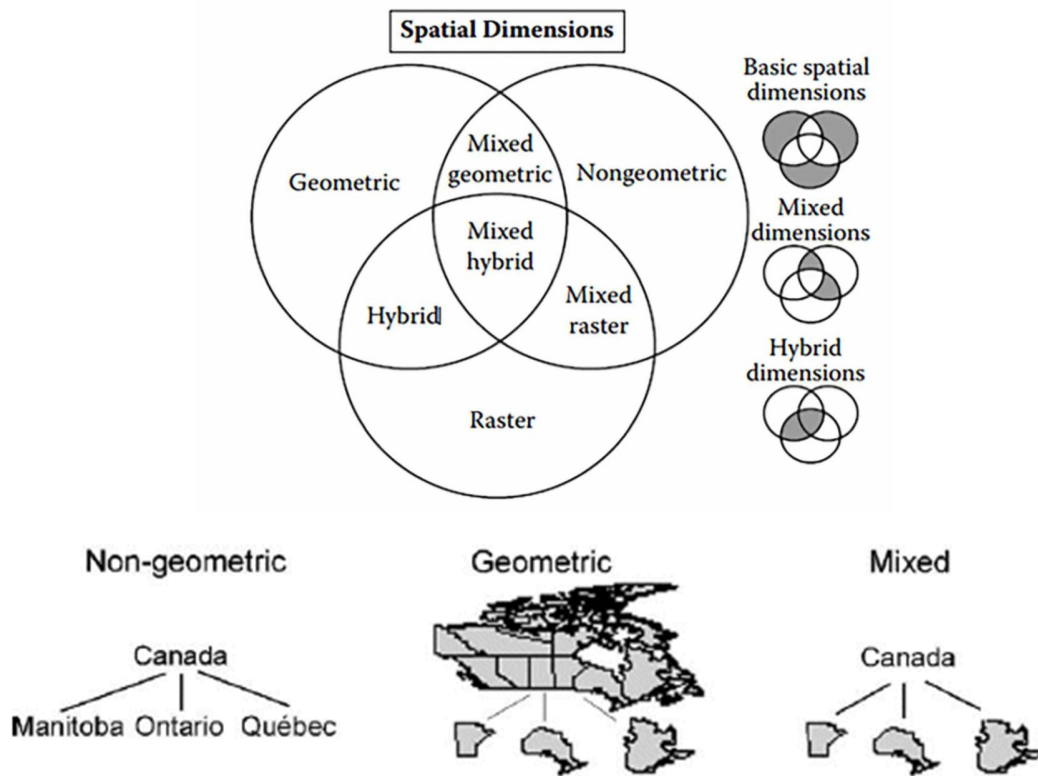 Spatial Dimensions
Basic spatial
dimensions
Mixed
geometric
Geometric
Nongeometric
Mixed
dimensions
Mixed
hybrid
Hybrid
Mixed
raster
Hybrid
dimensions
Raster
Non-geometric
Geometric
Mixed
Canada
Canada
Manitoba Ontario Québec